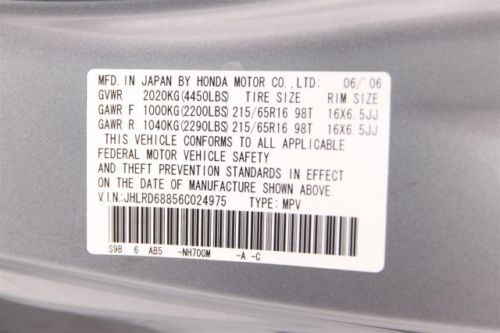 MFD. IN JAPAN BY HONDA MOTOR CO.,LTD: 06/'06
GVWR 2020KG(4450LBS) TIRE SIZE RIM SIZE
GAWR F 1000KG(2200LBS) 215/65R16 98T 16X6.5JJ
GAWR R 1040KG(2290LBS) 215/65R16 98T 16X6.5JJ
THIS VEHICLE CONFORMS TO ALL APPLICABLE
FEDERAL MOTOR VEHICLE SAFETY
AND THEFT PREVENTION STANDARDS IN EFFECT
ON THE DATE OF MANUFACTURE SHOWN ABOVE.
V.I.N:JHLRD68856C024975 TYPE: MPV
S9B 6 AB5 -NH700M -A -C